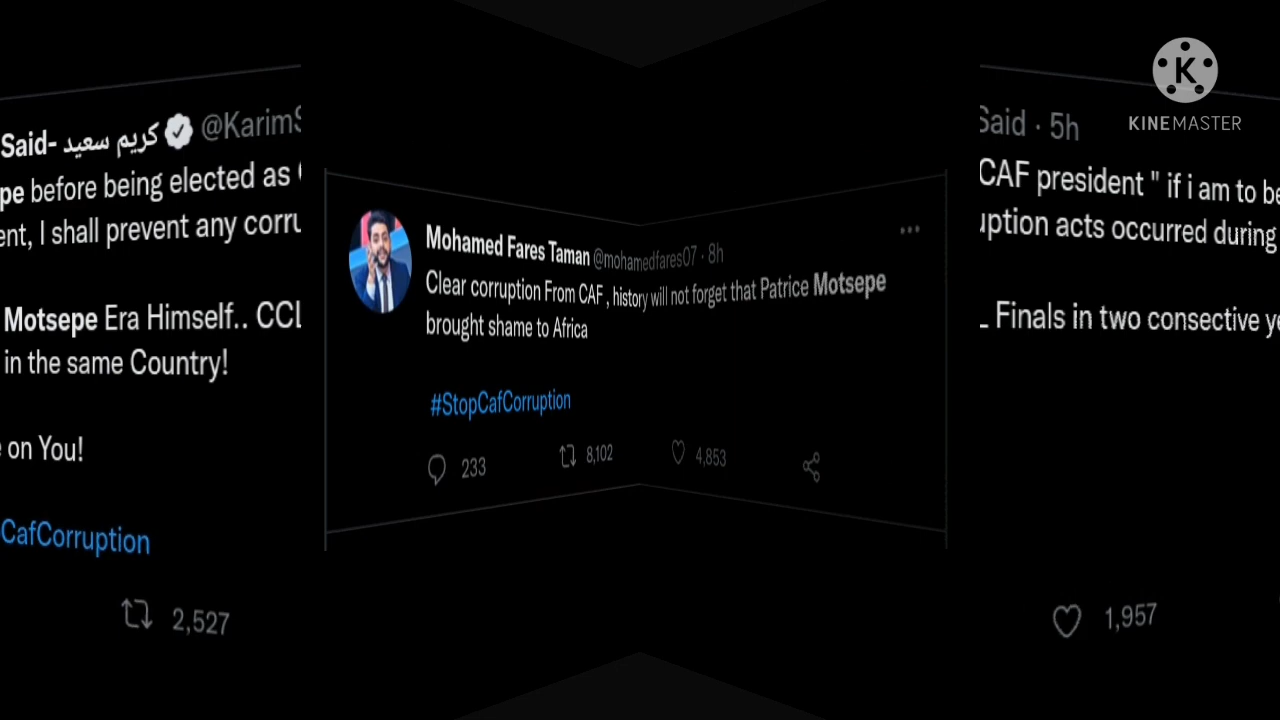 Said- كريم سعيد @KarimS
pe before being elected as
ent, I shall prevent any corru
Motsepe Era Himself.. CCL
in the same Country!
on You!
CafCorruption
2,527
Mohamed Fares Taman @mohamedfares07 · 8h
Clear corruption From CAF , history will not forget that Patrice Motsepe
brought shame to Africa
#StopCafCorruption
233 8,102 4,853
Said · 5h
CAF president " if i am to be
uption acts occurred during
Finals in two consective ye
1,957
K
KINEMASTER